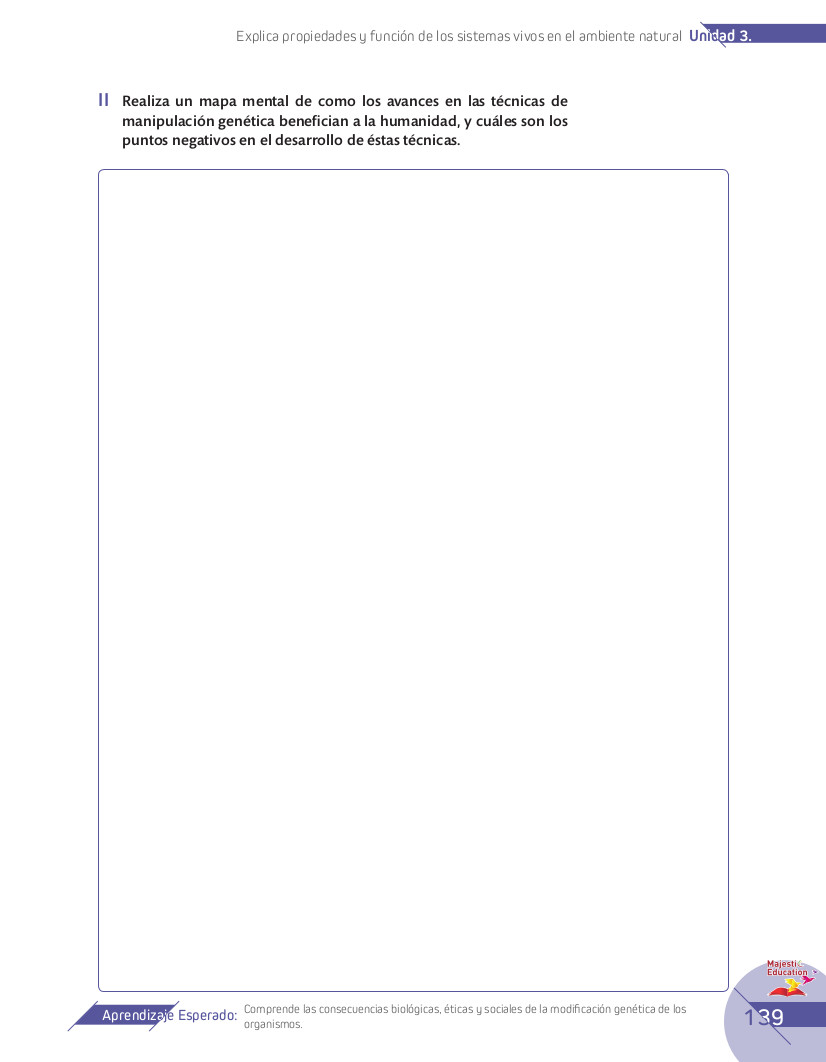 Explica propiedades y función de los sistemas vivos en el ambiente natural Unidad 3.
II Realiza un mapa mental de como los avances en las técnicas de
manipulación genética benefician a la humanidad, y cuáles son los
puntos negativos en el desarrollo de éstas técnicas.
Majestic
Education
Aprendizaje Esperado: Comprende las consecuencias biológicas, éticas y sociales de la modificación genética de los
organismos.
139